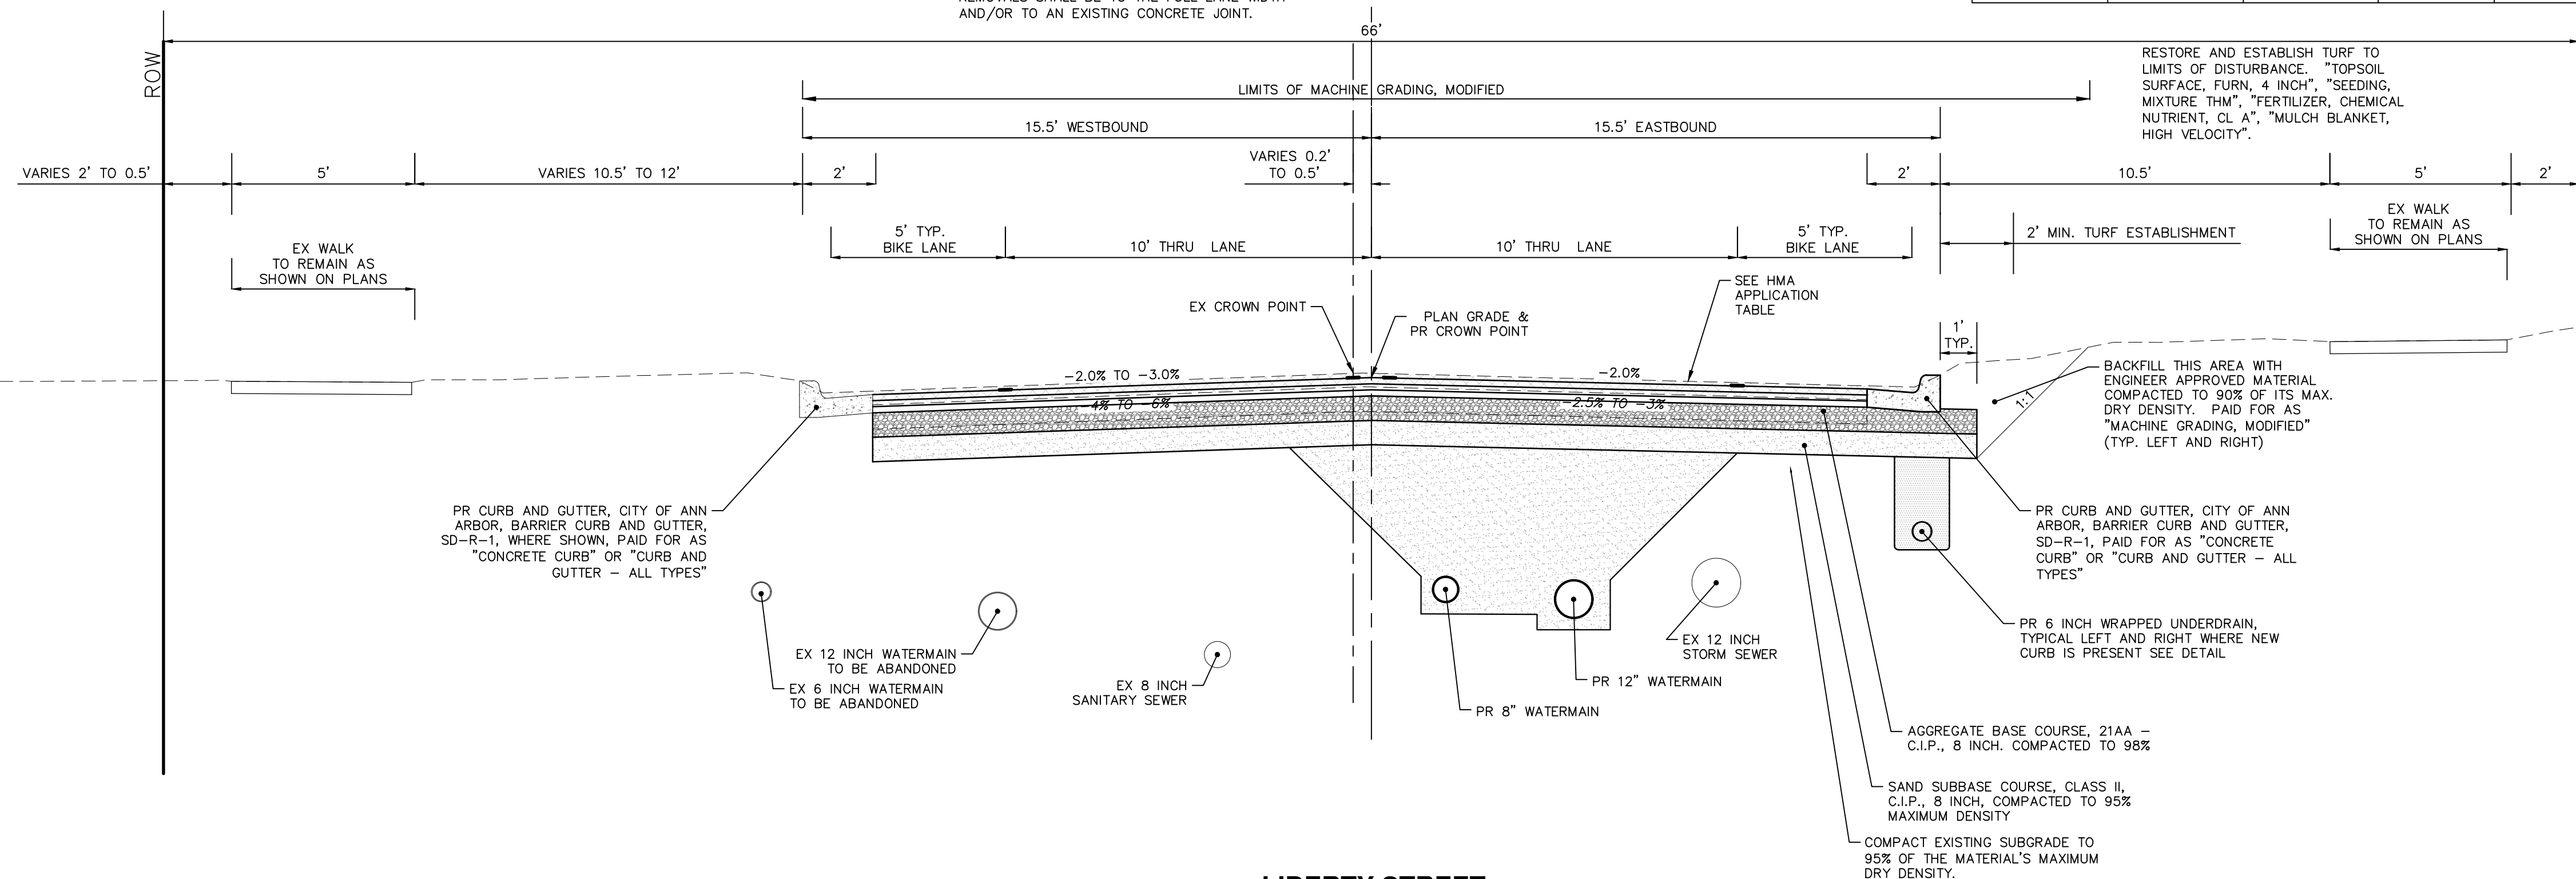 AND/OR TO AN EXISTING CONCRETE JOINT.
66'
ROW
RESTORE AND ESTABLISH TURF TO
LIMITS OF DISTURBANCE. "TOPSOIL
SURFACE, FURN, 4 INCH", "SEEDING,
MIXTURE THM", "FERTILIZER, CHEMICAL
NUTRIENT, CL A", "MULCH BLANKET,
HIGH VELOCITY".
LIMITS OF MACHINE GRADING, MODIFIED
15.5' WESTBOUND
15.5' EASTBOUND
VARIES 2' TO 0.5'
5'
VARIES 10.5' TO 12'
2'
VARIES 0.2'
TO 0.5'
2'
10.5'
5'
2'
EX WALK
TO REMAIN AS
SHOWN ON PLANS
5' TYP.
BIKE LANE
10' THRU LANE
10' THRU LANE
5' TYP.
BIKE LANE
2' MIN. TURF ESTABLISHMENT
EX WALK
TO REMAIN AS
SHOWN ON PLANS
EX CROWN POINT
PLAN GRADE &
PR CROWN POINT
SEE HMA
APPLICATION
TABLE
1'
TYP.
-2.0% TO -3.0%
-2.0%
-4% TO -6%
-2.5% TO -3%
1:1
BACKFILL THIS AREA WITH
ENGINEER APPROVED MATERIAL
COMPACTED TO 90% OF ITS MAX.
DRY DENSITY. PAID FOR AS
"MACHINE GRADING, MODIFIED"
(TYP. LEFT AND RIGHT)
PR CURB AND GUTTER, CITY OF ANN
ARBOR, BARRIER CURB AND GUTTER,
SD-R-1, WHERE SHOWN, PAID FOR AS
"CONCRETE CURB" OR "CURB AND
GUTTER - ALL TYPES"
PR CURB AND GUTTER, CITY OF ANN
ARBOR, BARRIER CURB AND GUTTER,
SD-R-1, PAID FOR AS "CONCRETE
CURB" OR "CURB AND GUTTER - ALL
TYPES"
EX 12 INCH WATERMAIN
TO BE ABANDONED
EX 6 INCH WATERMAIN
TO BE ABANDONED
EX 8 INCH
SANITARY SEWER
PR 8" WATERMAIN
PR 12" WATERMAIN
EX 12 INCH
STORM SEWER
PR 6 INCH WRAPPED UNDERDRAIN,
TYPICAL LEFT AND RIGHT WHERE NEW
CURB IS PRESENT SEE DETAIL
AGGREGATE BASE COURSE, 21AA -
C.I.P., 8 INCH. COMPACTED TO 98%
SAND SUBBASE COURSE, CLASS II,
C.I.P., 8 INCH, COMPACTED TO 95%
MAXIMUM DENSITY
COMPACT EXISTING SUBGRADE TO
95% OF THE MATERIAL'S MAXIMUM
DRY DENSITY.
LIBERTY STREET